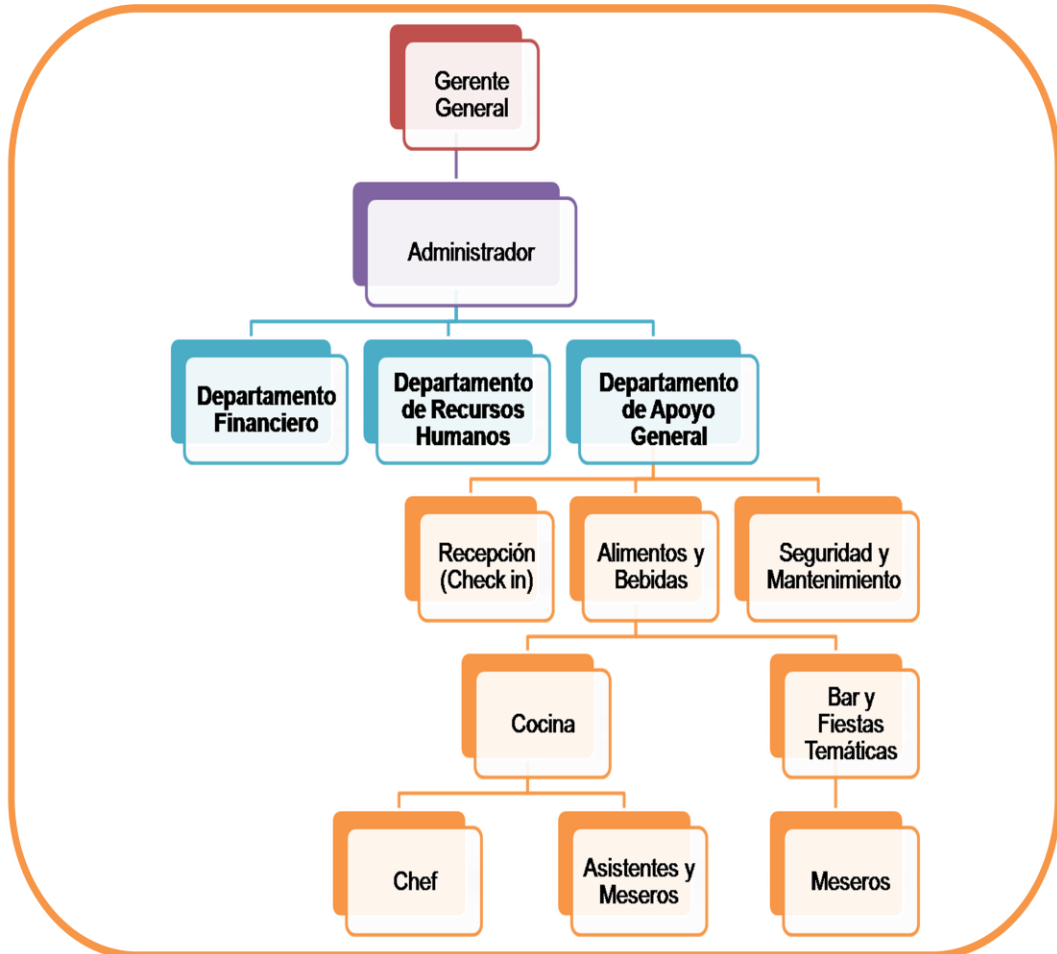 Gerente
General
Administrador
Departamento
Financiero
Departamento
de Recursos
Humanos
Departamento
de Apoyo
General
Recepción
(Check in)
Alimentos y
Bebidas
Seguridad y
Mantenimiento
Cocina
Bar y
Fiestas
Temáticas
Chef
Asistentes y
Meseros
Meseros